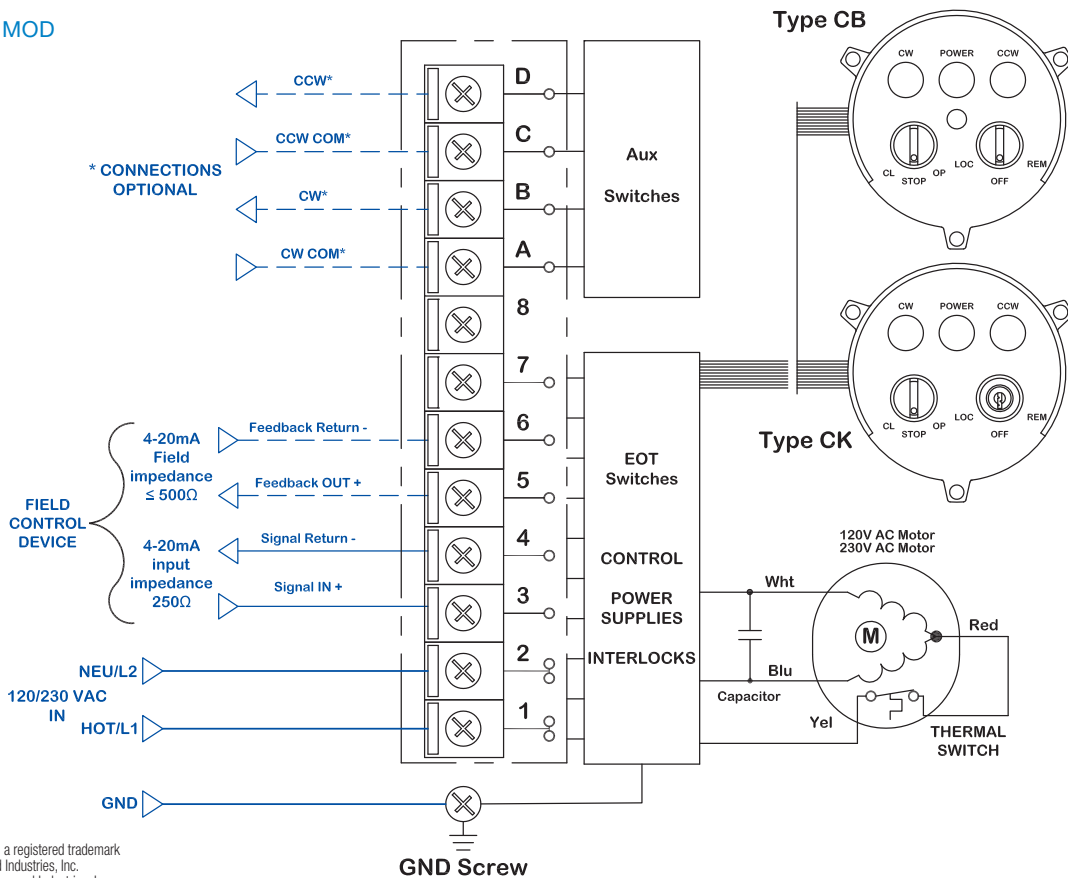 MOD
CCW*
CCW COM*
* CONNECTIONS
OPTIONAL
CW*
CW COM*
D
C
B
A
8
7
6
5
4
3
2
1
Aux
Switches
Feedback Return -
4-20mA
Field
impedance
≤ 500Ω
Feedback OUT +
FIELD
CONTROL
DEVICE
Signal Return -
4-20mA
input
impedance
250Ω
Signal IN +
NEU/L2
120/230 VAC
IN
HOT/L1
GND
GND Screw
EOT
Switches
CONTROL
POWER
SUPPLIES
INTERLOCKS
Type CB
CW
POWER
CCW
CL
STOP
OP
LOC
OFF
REM
CW
POWER
CCW
CL
STOP
OP
LOC
OFF
REM
Type CK
120V AC Motor
230V AC Motor
Wht
M
Red
Blu
Capacitor
Yel
THERMAL
SWITCH
a registered trademark
Industries, Inc.